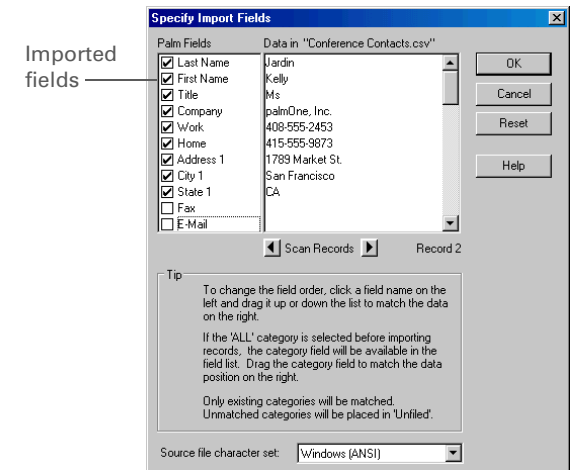 Specify Import Fields
Imported
fields
Palm Fields Data in "Conference Contacts.csv"
Last Name Jardin
First Name Kelly
Title Ms
Company palmOne, Inc.
Work 408-555-2453
Home 415-555-9873
Address 1 1789 Market St.
City 1 San Francisco
State 1 CA
Fax
E-Mail
OK
Cancel
Reset
Help
Scan Records Record 2
Tip
To change the field order, click a field name on the
left and drag it up or down the list to match the data
on the right.
If the 'ALL' category is selected before importing
records, the category field will be available in the
field list. Drag the category field to match the data
position on the right.
Only existing categories will be matched.
Unmatched categories will be placed in 'Unfiled'.
Source file character set: Windows (ANSI)